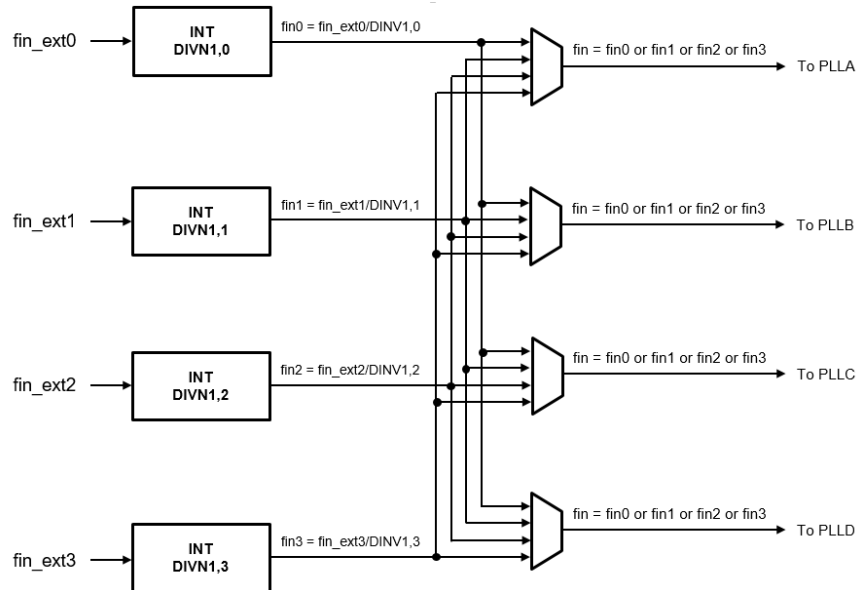 fin_ext0
INT
DIVN1,0
fin0 = fin_ext0/DINV1,0
fin = fin0 or fin1 or fin2 or fin3
To PLLA
fin_ext1
INT
DIVN1,1
fin1 = fin_ext1/DINV1,1
fin = fin0 or fin1 or fin2 or fin3
To PLLB
fin_ext2
INT
DIVN1,2
fin2 = fin_ext2/DINV1,2
fin = fin0 or fin1 or fin2 or fin3
To PLLC
fin_ext3
INT
DIVN1,3
fin3 = fin_ext3/DINV1,3
fin = fin0 or fin1 or fin2 or fin3
To PLLD